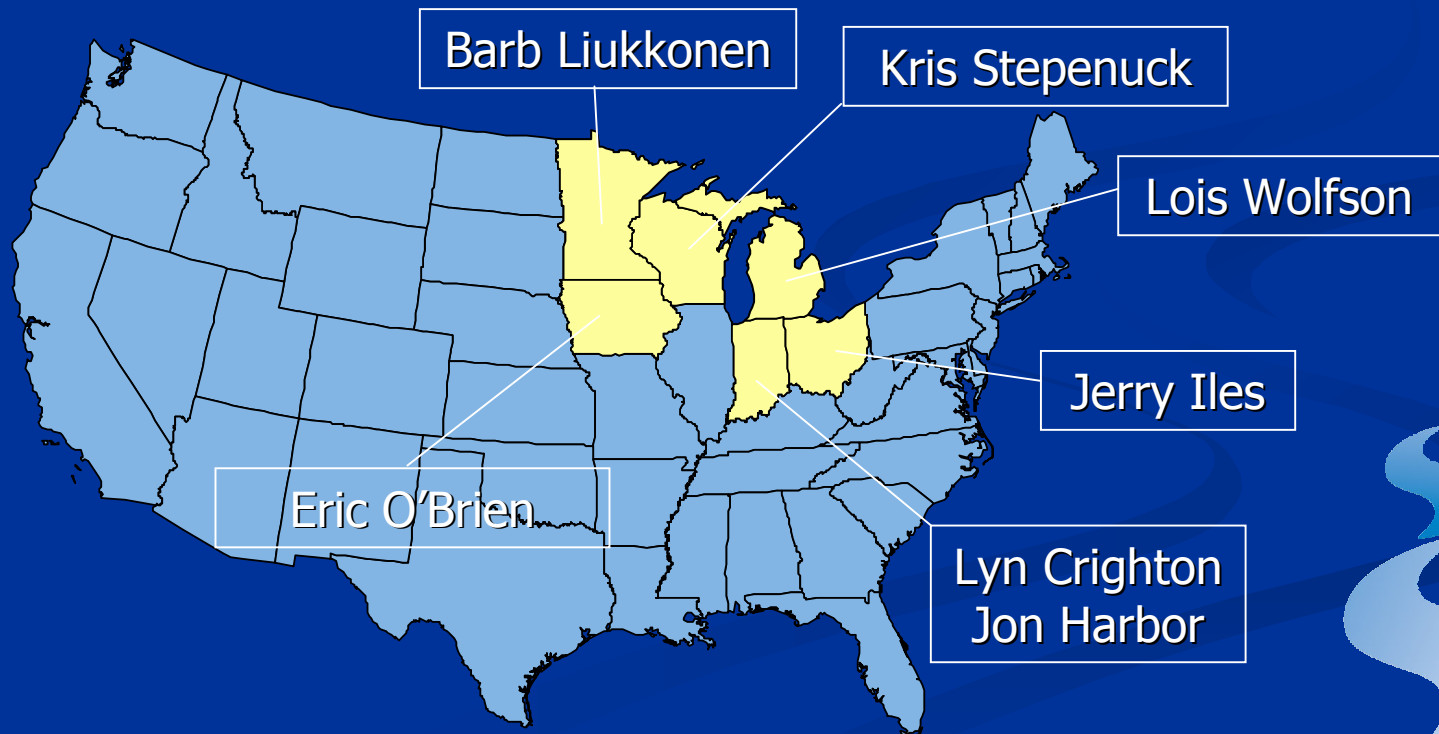 Barb Liukkonen
Kris Stepenuck
Lois Wolfson
Jerry Iles
Eric O’Brien
Lyn Crighton
Jon Harbor